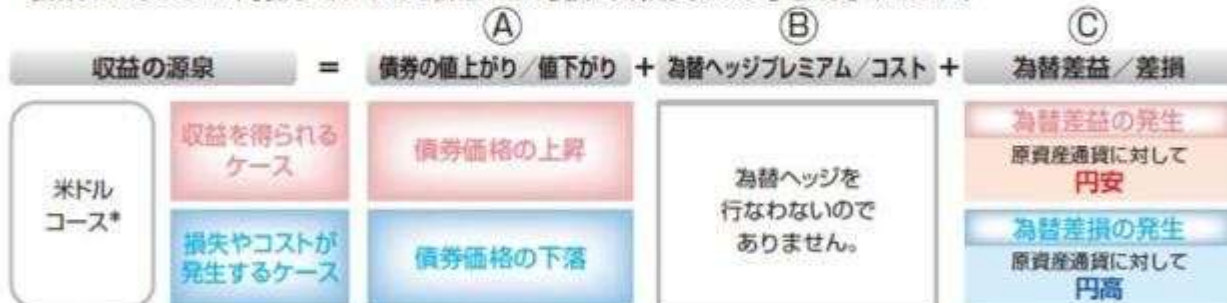 Ⓐ Ⓑ Ⓒ
収益の源泉 = 債券の値上がり／値下がり + 為替ヘッジプレミアム／コスト + 為替差益／差損
米ドル
コース*
収益を得られる
ケース
債券価格の上昇
損失やコストが
発生するケース
債券価格の下落
為替ヘッジを
行なわないので
ありません。
為替差益の発生
原資産通貨に対して
円安
為替差損の発生
原資産通貨に対して
円高